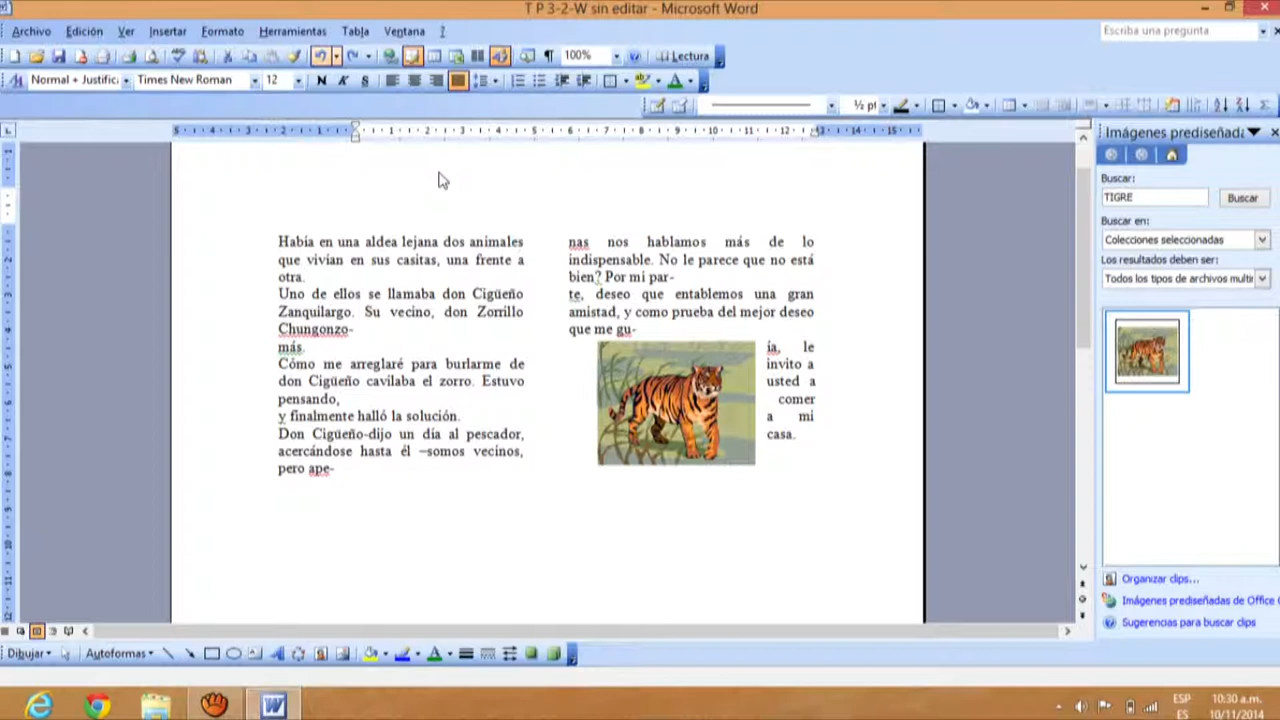 T P 3-2-W sin editar - Microsoft Word
Archivo Edición Ver Insertar Formato Herramientas Tabla Ventana ?
Escriba una pregunta
100% Lectura
Normal + Justific Times New Roman 12 N K S
½ pt
Imágenes prediseñada
Buscar:
TIGRE
Buscar
Buscar en:
Colecciones seleccionadas
Los resultados deben ser:
Todos los tipos de archivos multi
Organizar clips...
Imágenes prediseñadas de Office
Sugerencias para buscar clips
Había en una aldea lejana dos animales
que vivían en sus casitas, una frente a
otra.
Uno de ellos se llamaba don Cigüeño
Zanquilargo. Su vecino, don Zorrillo
Chungonzo-
más.
Cómo me arreglaré para burlarme de
don Cigüeño cavilaba el zorro. Estuvo
pensando,
y finalmente halló la solución.
Don Cigüeño-dijo un día al pescador,
acercándose hasta él –somos vecinos,
pero ape-
nas nos hablamos más de lo
indispensable. No le parece que no está
bien? Por mi par-
te, deseo que entablemos una gran
amistad, y como prueba del mejor deseo
que me gu-
ía, le
invito a
usted a
comer
a mi
casa.
Dibujar Autoformas
ESP
ES
10:30 a.m.
10/11/2014